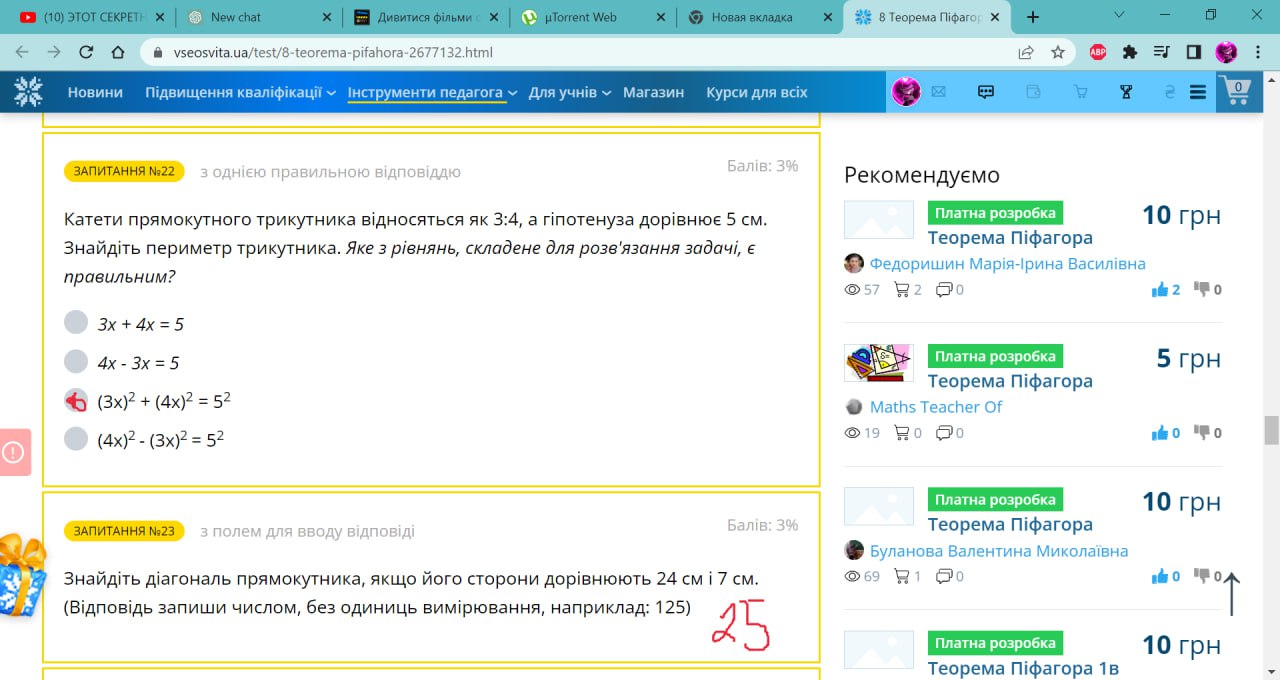 (10) ЭТОТ СЕКРЕТН
New chat
Дивитися фільми о
µTorrent Web
Новая вкладка
8 Теорема Піфагор
vseosvita.ua/test/8-teorema-pifahora-2677132.html
ABP
Новини
Підвищення кваліфікації
Інструменти педагога
Для учнів
Магазин
Курси для всіх
0
ЗАПИТАННЯ №22
з однією правильною відповіддю
Балів: 3%
Катети прямокутного трикутника відносяться як 3:4, а гіпотенуза дорівнює 5 см.
Знайдіть периметр трикутника. Яке з рівнянь, складене для розв'язання задачі, є
правильним?
3x + 4x = 5
4x - 3x = 5
(3x)² + (4x)² = 5²
(4x)² - (3x)² = 5²
ЗАПИТАННЯ №23
з полем для вводу відповіді
Балів: 3%
Знайдіть діагональ прямокутника, якщо його сторони дорівнюють 24 см і 7 см.
(Відповідь запиши числом, без одиниць вимірювання, наприклад: 125)
25
Рекомендуємо
Платна розробка
10 грн
Теорема Піфагора
Федоришин Марія-Ірина Василівна
57 2 0 2 0
Платна розробка
5 грн
Теорема Піфагора
Maths Teacher Of
19 0 0 0 0
Платна розробка
10 грн
Теорема Піфагора
Буланова Валентина Миколаївна
69 1 0 0 0
Платна розробка
10 грн
Теорема Піфагора 1в